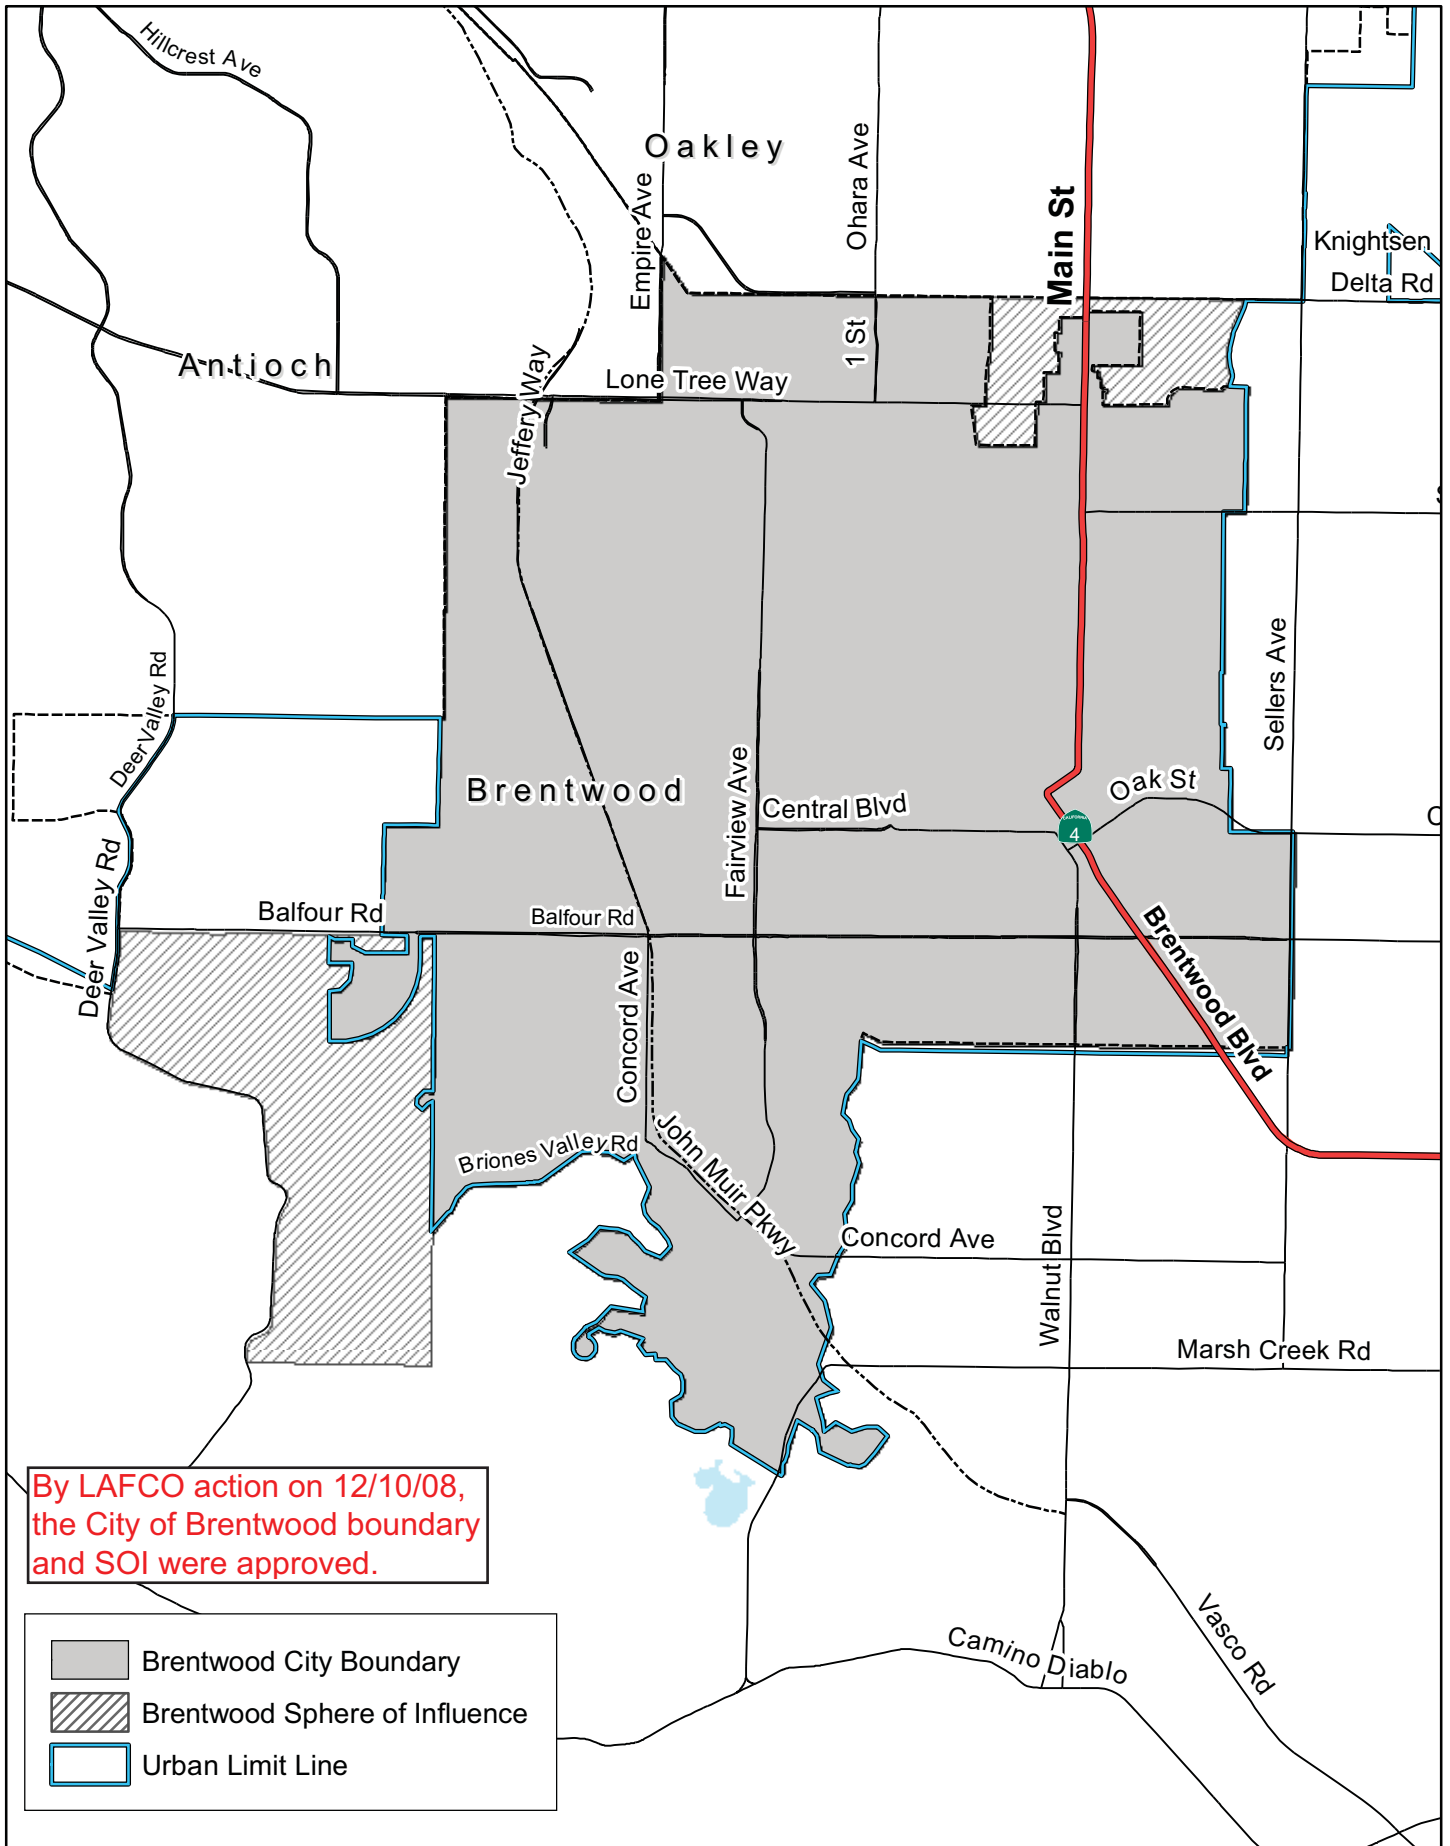 Hillcrest Ave
Oakley
Empire Ave
Ohara Ave
Main St
Knightsen
Delta Rd
1 St
Antioch
Jeffery Way
Lone Tree Way
Sellers Ave
Deer Valley Rd
Brentwood
Fairview Ave
Central Blvd
Oak St
CALIFORNIA
4
C
Deer Valley Rd
Balfour Rd
Balfour Rd
Brentwood Blvd
Concord Ave
John Muir Pkwy
Briones Valley Rd
Concord Ave
Walnut Blvd
Marsh Creek Rd
By LAFCO action on 12/10/08,
the City of Brentwood boundary
and SOI were approved.
Vasco Rd
Camino Diablo
Brentwood City Boundary
Brentwood Sphere of Influence
Urban Limit Line